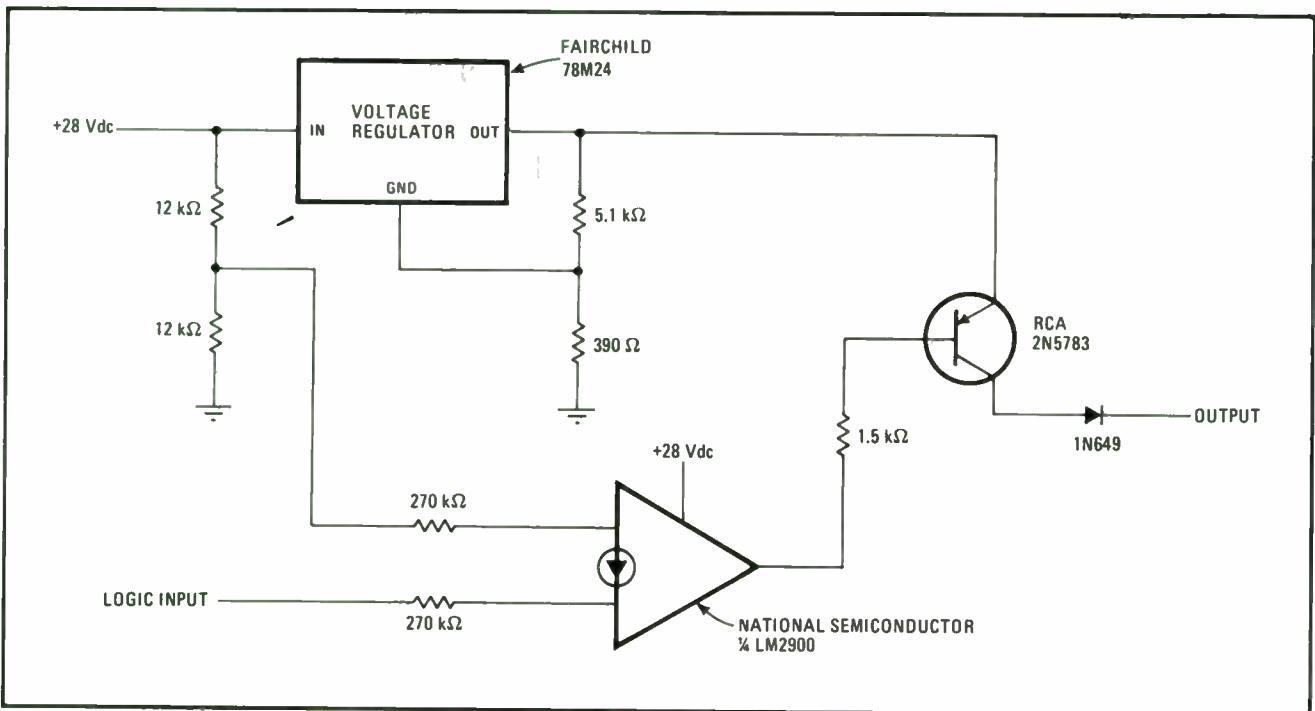 FAIRCHILD
78M24
+28 Vdc
IN
VOLTAGE
REGULATOR
OUT
GND
12 kΩ
5.1 kΩ
12 kΩ
390 Ω
RCA
2N5783
1.5 kΩ
OUTPUT
1N649
+28 Vdc
270 kΩ
LOGIC INPUT
270 kΩ
NATIONAL SEMICONDUCTOR
¼ LM2900